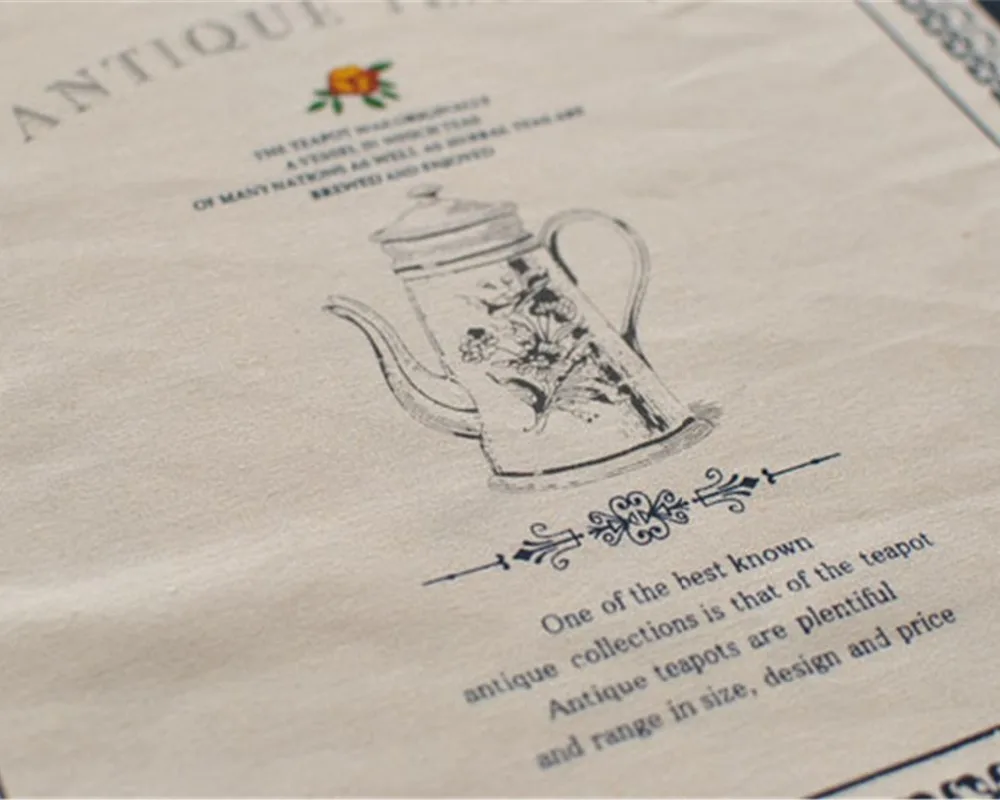 ANTIQUE
THE TEAPOT WAS ORIGINALLY
A VESSEL IN WHICH TEAS
OF MANY NATIONS AS WELL AS HERBAL TEAS ARE
BREWED AND ENJOYED
One of the best known
antique collections is that of the teapot
Antique teapots are plentiful
and range in size, design and price